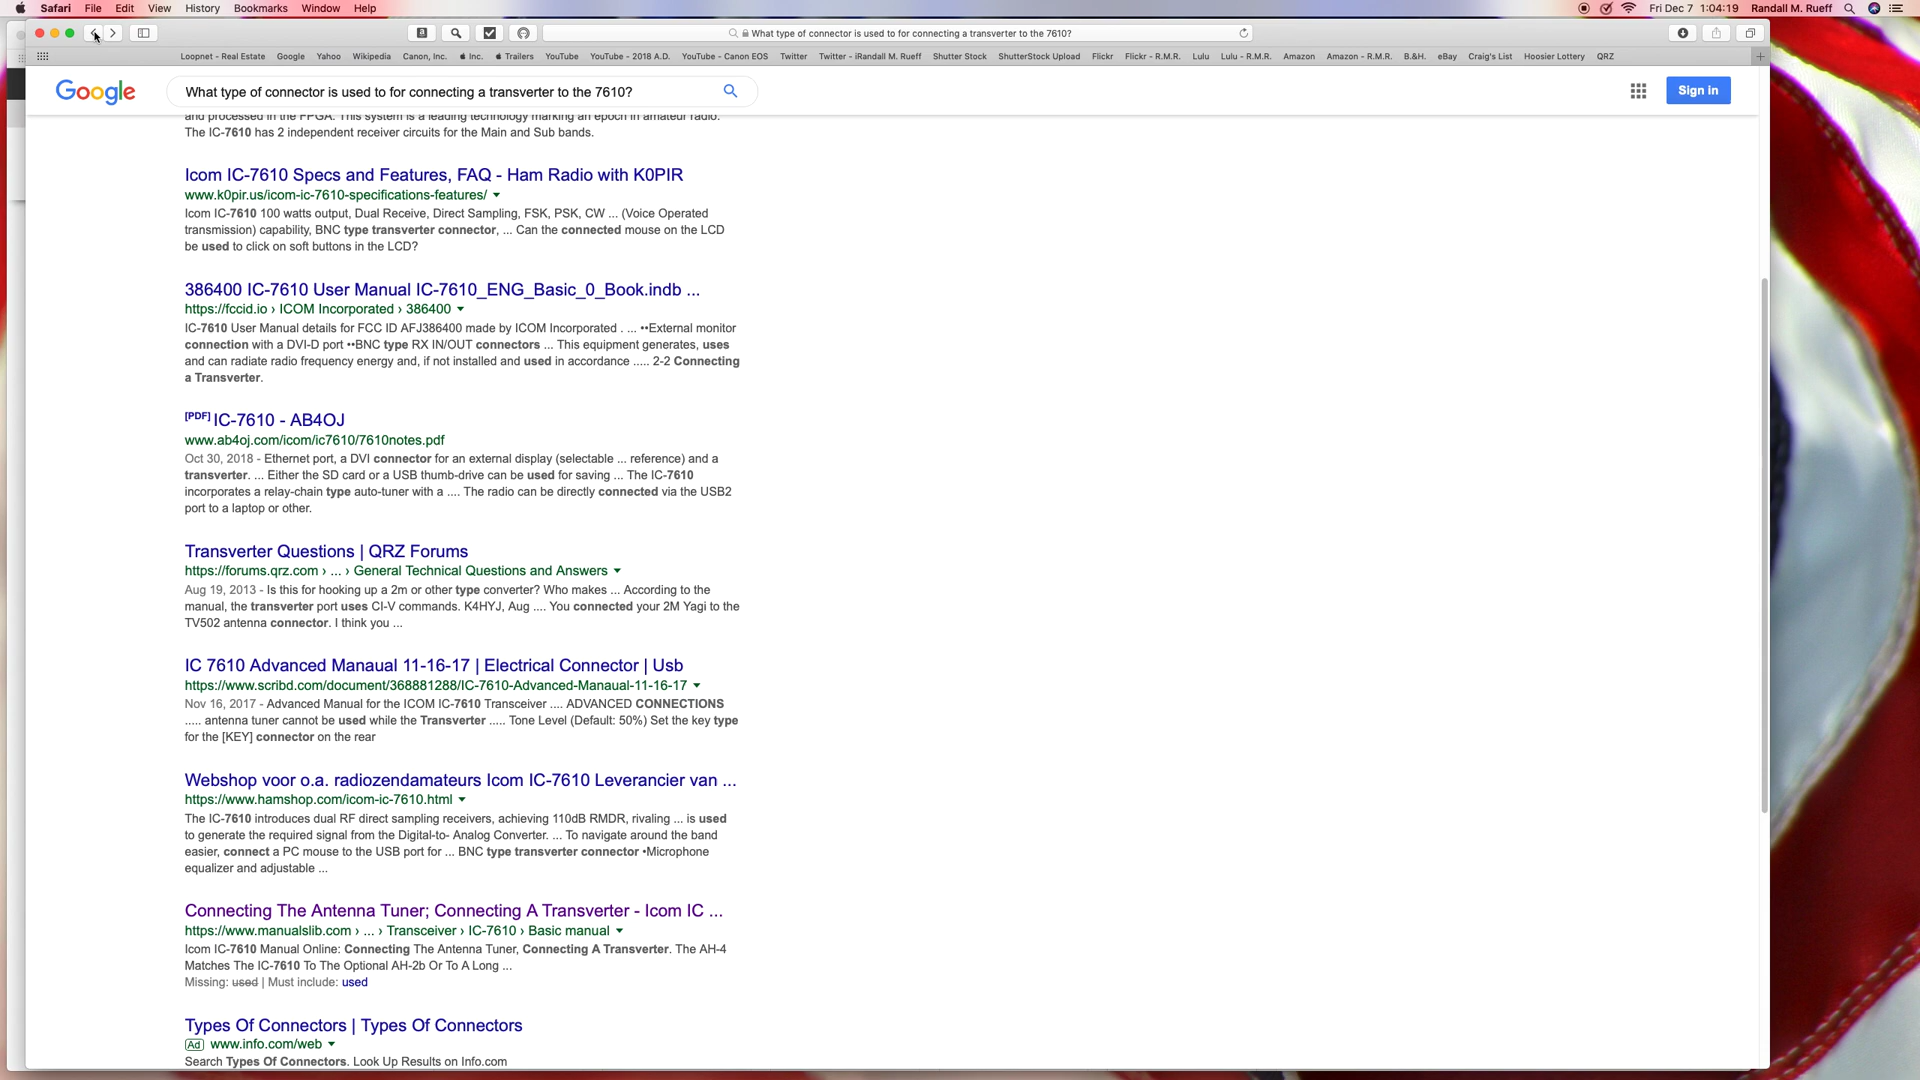 Safari File Edit View History Bookmarks Window Help
Fri Dec 7 1:04:19 Randall M. Rueff
What type of connector is used to for connecting a transverter to the 7610?
Loopnet - Real Estate Google Yahoo Wikipedia Canon, Inc. Inc. Trailers YouTube YouTube - 2018 A.D. YouTube - Canon EOS Twitter Twitter - iRandall M. Rueff Shutter Stock ShutterStock Upload Flickr Flickr - R.M.R. Lulu Lulu - R.M.R. Amazon Amazon - R.M.R. B.&H. eBay Craig's List Hoosier Lottery QRZ
Google
What type of connector is used to for connecting a transverter to the 7610?
Sign in
and processed in the FPGA. This system is a leading technology marking an epoch in amateur radio.
The IC-7610 has 2 independent receiver circuits for the Main and Sub bands.
Icom IC-7610 Specs and Features, FAQ - Ham Radio with K0PIR
www.k0pir.us/icom-ic-7610-specifications-features/
Icom IC-7610 100 watts output, Dual Receive, Direct Sampling, FSK, PSK, CW ... (Voice Operated
transmission) capability, BNC type transverter connector, ... Can the connected mouse on the LCD
be used to click on soft buttons in the LCD?
386400 IC-7610 User Manual IC-7610_ENG_Basic_0_Book.indb ...
https://fccid.io › ICOM Incorporated › 386400
IC-7610 User Manual details for FCC ID AFJ386400 made by ICOM Incorporated . ... ••External monitor
connection with a DVI-D port ••BNC type RX IN/OUT connectors ... This equipment generates, uses
and can radiate radio frequency energy and, if not installed and used in accordance ..... 2-2 Connecting
a Transverter.
[PDF] IC-7610 - AB4OJ
www.ab4oj.com/icom/ic7610/7610notes.pdf
Oct 30, 2018 - Ethernet port, a DVI connector for an external display (selectable ... reference) and a
transverter. ... Either the SD card or a USB thumb-drive can be used for saving ... The IC-7610
incorporates a relay-chain type auto-tuner with a .... The radio can be directly connected via the USB2
port to a laptop or other.
Transverter Questions | QRZ Forums
https://forums.qrz.com › ... › General Technical Questions and Answers
Aug 19, 2013 - Is this for hooking up a 2m or other type converter? Who makes ... According to the
manual, the transverter port uses CI-V commands. K4HYJ, Aug .... You connected your 2M Yagi to the
TV502 antenna connector. I think you ...
IC 7610 Advanced Manaual 11-16-17 | Electrical Connector | Usb
https://www.scribd.com/document/368881288/IC-7610-Advanced-Manaual-11-16-17
Nov 16, 2017 - Advanced Manual for the ICOM IC-7610 Transceiver .... ADVANCED CONNECTIONS
..... antenna tuner cannot be used while the Transverter ..... Tone Level (Default: 50%) Set the key type
for the [KEY] connector on the rear
Webshop voor o.a. radiozendamateurs Icom IC-7610 Leverancier van ...
https://www.hamshop.com/icom-ic-7610.html
The IC-7610 introduces dual RF direct sampling receivers, achieving 110dB RMDR, rivaling ... is used
to generate the required signal from the Digital-to- Analog Converter. ... To navigate around the band
easier, connect a PC mouse to the USB port for ... BNC type transverter connector •Microphone
equalizer and adjustable ...
Connecting The Antenna Tuner; Connecting A Transverter - Icom IC ...
https://www.manualslib.com › ... › Transceiver › IC-7610 › Basic manual
Icom IC-7610 Manual Online: Connecting The Antenna Tuner, Connecting A Transverter. The AH-4
Matches The IC-7610 To The Optional AH-2b Or To A Long ...
Missing: used | Must include: used
Types Of Connectors | Types Of Connectors
Ad www.info.com/web
Search Types Of Connectors. Look Up Results on Info.com